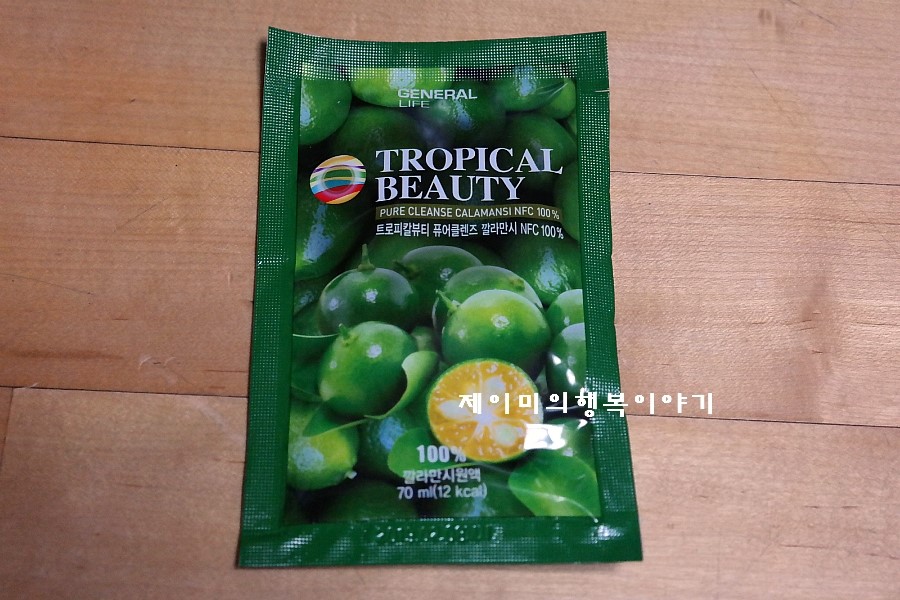 GENERAL
LIFE
TROPICAL
BEAUTY
PURE CLEANSE CALAMANSI NFC 100%
트로피칼뷰티 퓨어클렌즈 깔라만시 NFC 100%
제이미의행복이야기
100%
깔라만시원액
70 ml(12 kcal)